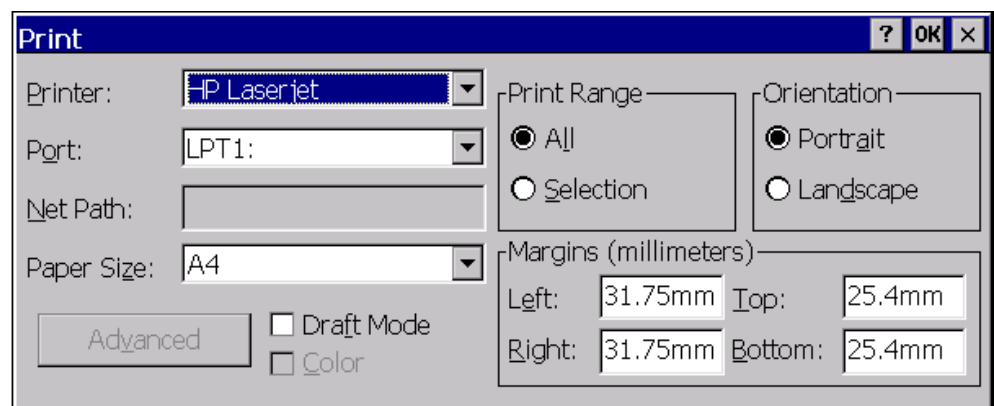 Print ? OK ×
Printer: HP Laserjet
Port: LPT1:
Net Path:
Paper Size: A4
Advanced
Draft Mode
Color
Print Range
All
Selection
Orientation
Portrait
Landscape
Margins (millimeters)
Left: 31.75mm Top: 25.4mm
Right: 31.75mm Bottom: 25.4mm